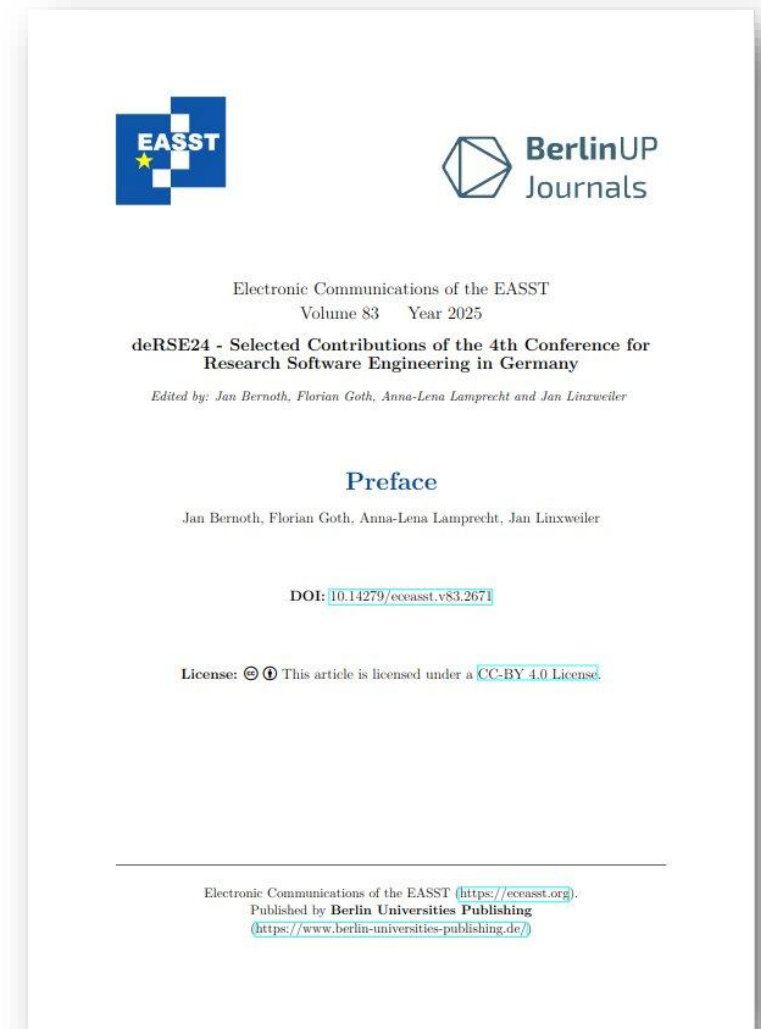 EASST
BerlinUP
Journals
Electronic Communications of the EASST
Volume 83 Year 2025
deRSE24 - Selected Contributions of the 4th Conference for
Research Software Engineering in Germany
Edited by: Jan Bernoth, Florian Goth, Anna-Lena Lamprecht and Jan Linxweiler
Preface
Jan Bernoth, Florian Goth, Anna-Lena Lamprecht, Jan Linxweiler
DOI: 10.14279/eceasst.v83.2671
License: This article is licensed under a CC-BY 4.0 License.
Electronic Communications of the EASST (https://eceasst.org).
Published by Berlin Universities Publishing
(https://www.berlin-universities-publishing.de/)